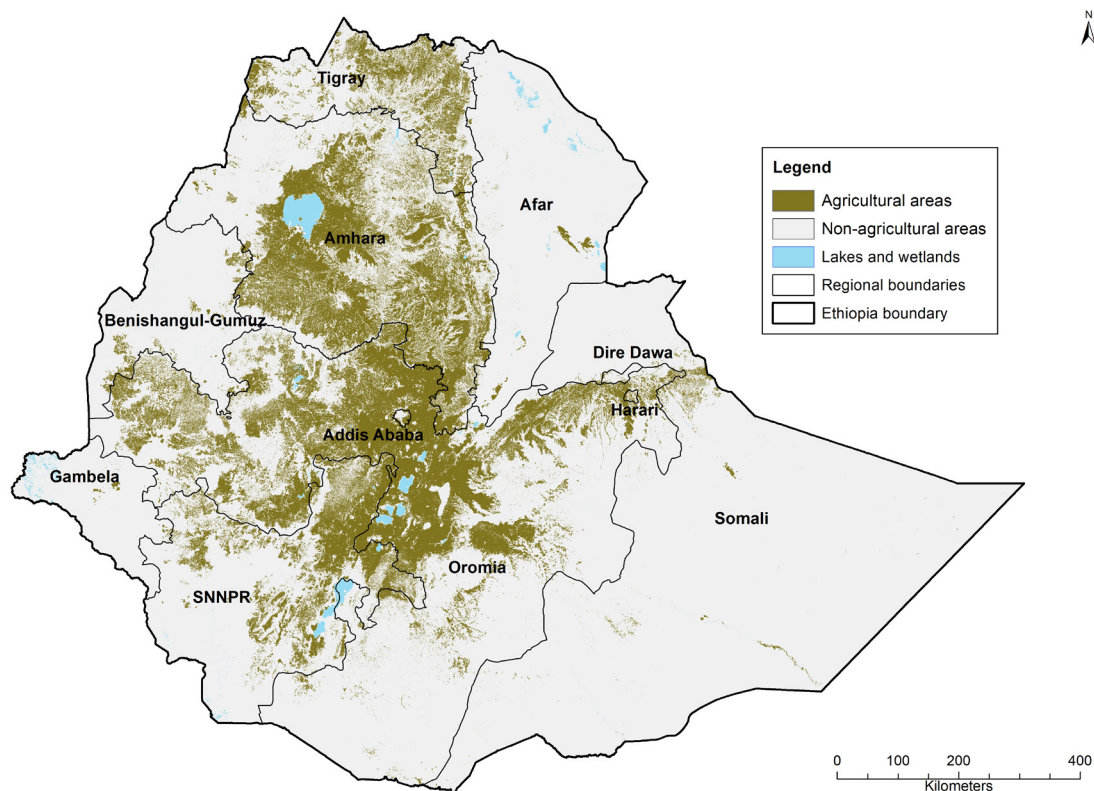 N
Tigray
Afar
Amhara
Benishangul-Gumuz
Dire Dawa
Harari
Addis Ababa
Gambela
Somali
Oromia
SNNPR
Legend
Agricultural areas
Non-agricultural areas
Lakes and wetlands
Regional boundaries
Ethiopia boundary
0 100 200 400
Kilometers